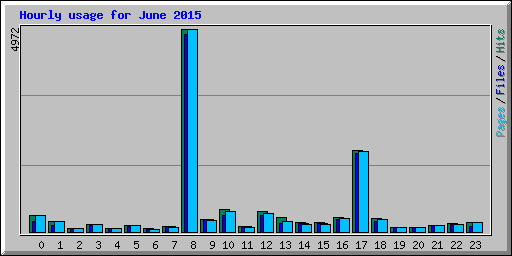 Hourly usage for June 2015
4972
Pages/Files/Hits
0 1 2 3 4 5 6 7 8 9 10 11 12 13 14 15 16 17 18 19 20 21 22 23